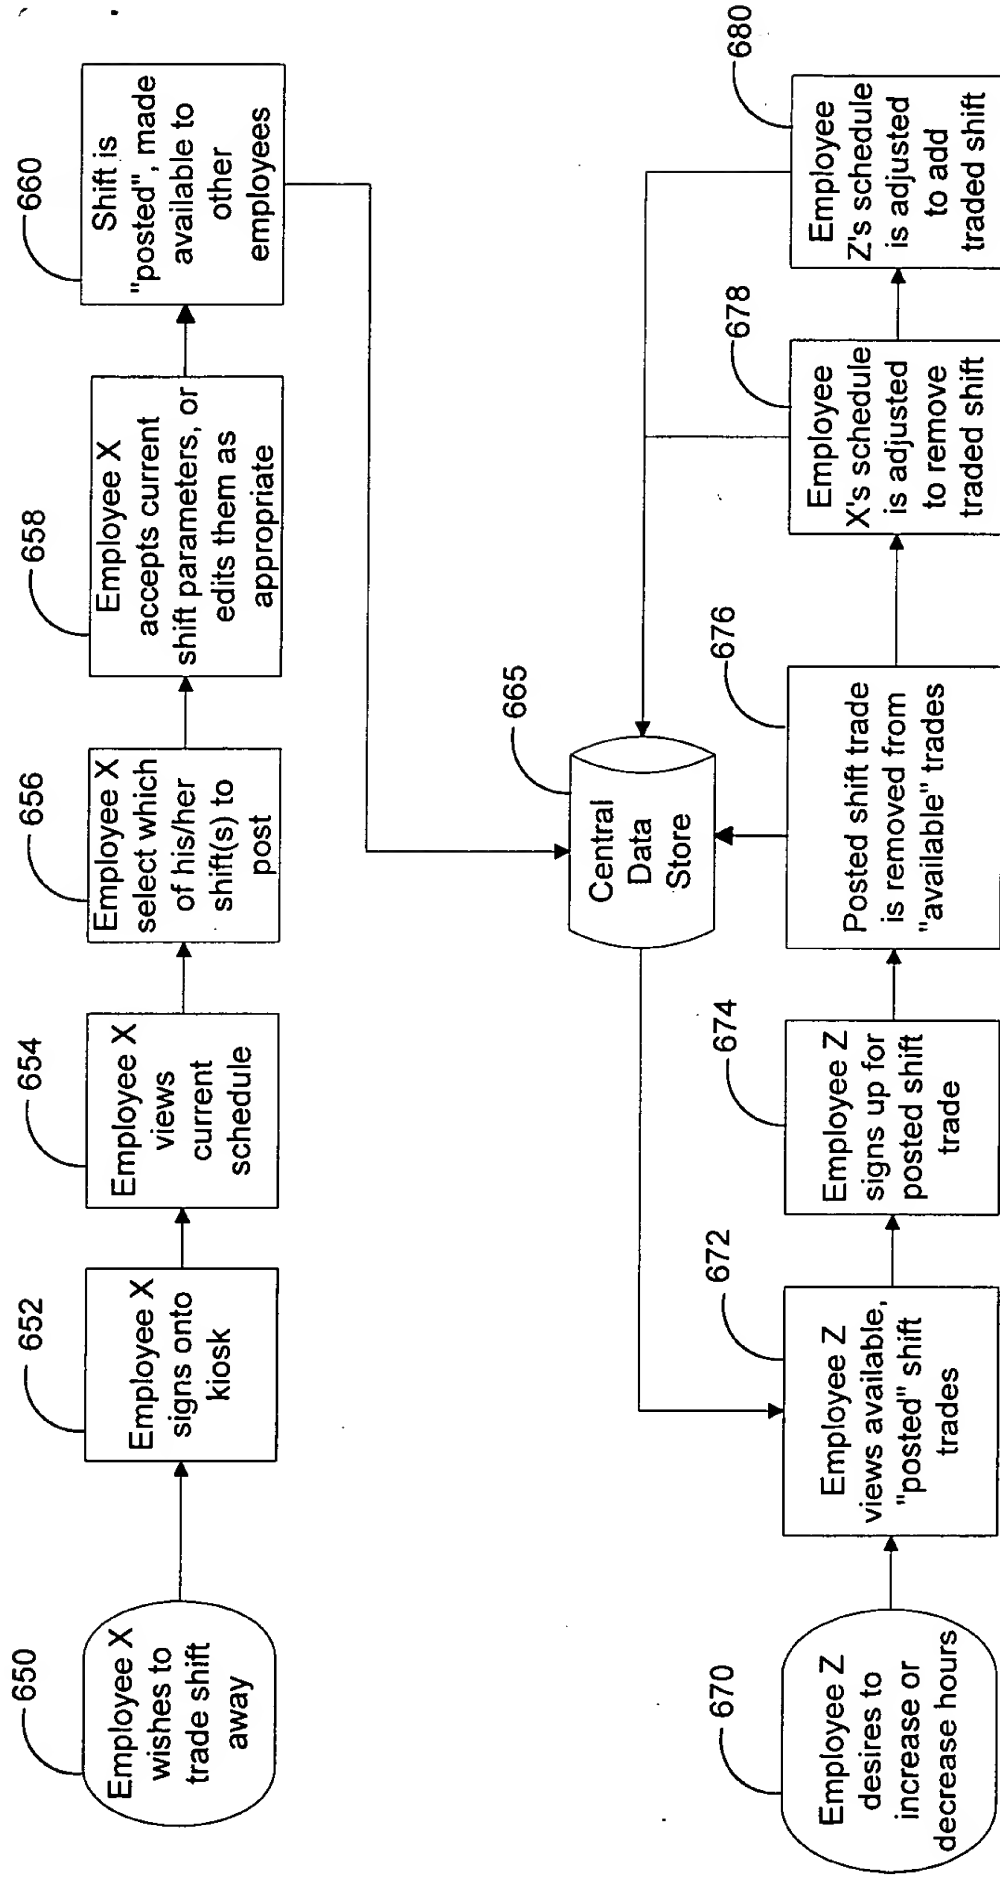 650
Employee X
wishes to
trade shift
away
652
Employee X
signs onto
kiosk
654
Employee X
views
current
schedule
656
Employee X
select which
of his/her
shift(s) to
post
658
Employee X
accepts current
shift parameters, or
edits them as
appropriate
660
Shift is
"posted", made
available to
other
employees
665
Central
Data
Store
670
Employee Z
desires to
increase or
decrease hours
672
Employee Z
views available,
"posted" shift
trades
674
Employee Z
signs up for
posted shift
trade
676
Posted shift trade
is removed from
"available" trades
678
Employee
X's schedule
is adjusted
to remove
traded shift
680
Employee
Z's schedule
is adjusted
to add
traded shift